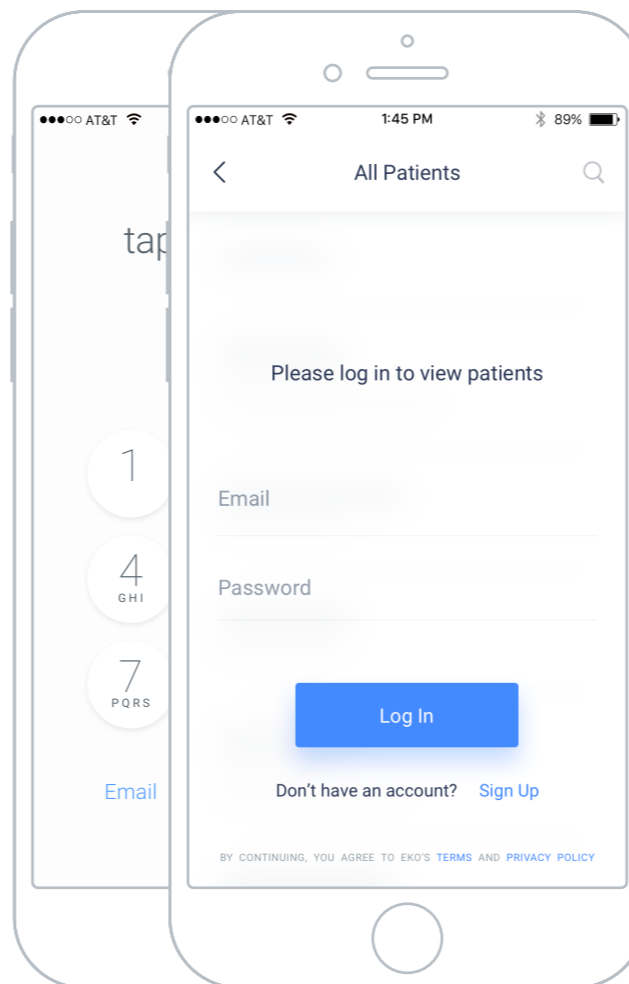 AT&T
tap
1
4
GHI
7
PQRS
Email
AT&T 1:45 PM 89%
All Patients
Please log in to view patients
Email
Password
Log In
Don't have an account? Sign Up
BY CONTINUING, YOU AGREE TO EKO'S TERMS AND PRIVACY POLICY